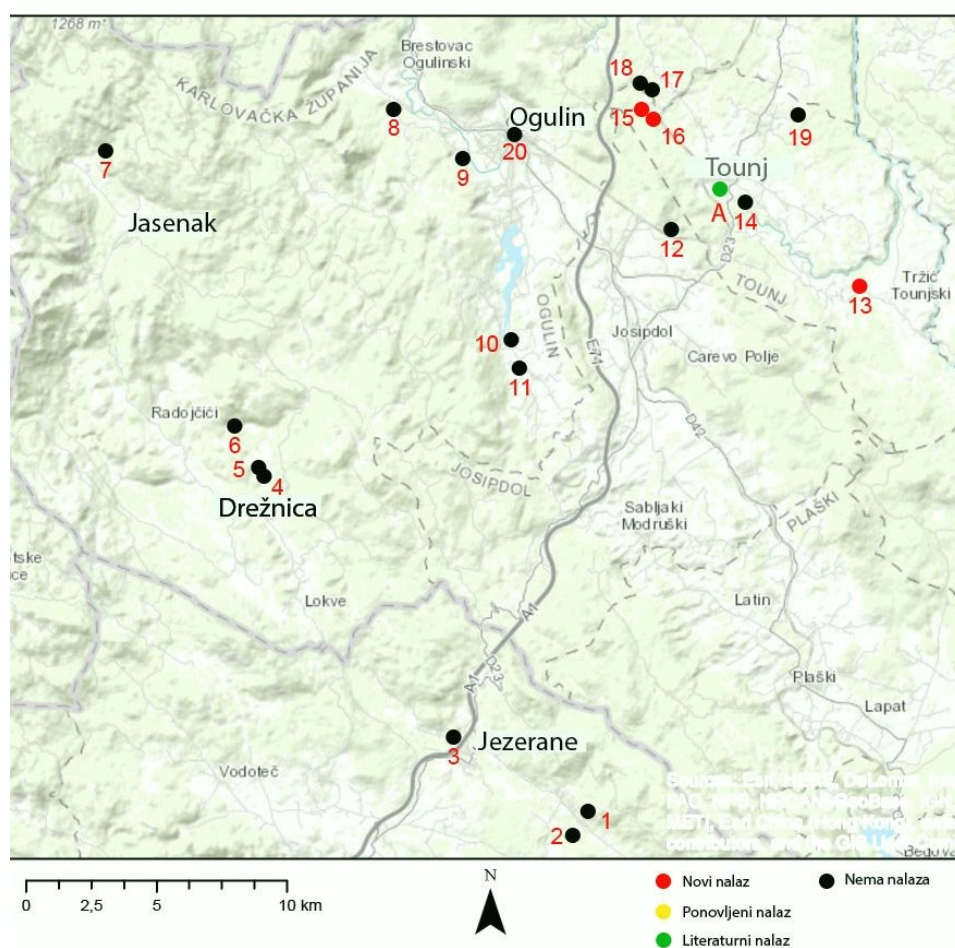 1268 m
Brestovac
Ogulinski
KARLOVAČKA ŽUPANIJA
18
17
8
Ogulin
15
16
19
20
7
9
Tounj
A
14
Jasenak
12
D23
TOUNJ
Tržić
Tounjski
13
OGULIN
10
Josipdol
E71
Carevo Polje
11
Radojčići
6
D42
5
4
JOSIPDOL
Drežnica
Sabljaki
Modruški
PLAŠKI
Lokve
A1
Latin
D23
Plaški
A1
Lapat
3
Jezerane
Vodoteč
1
2
0
2,5
5
10 km
N
Novi nalaz
Nema nalaza
Ponovljeni nalaz
Literaturni nalaz